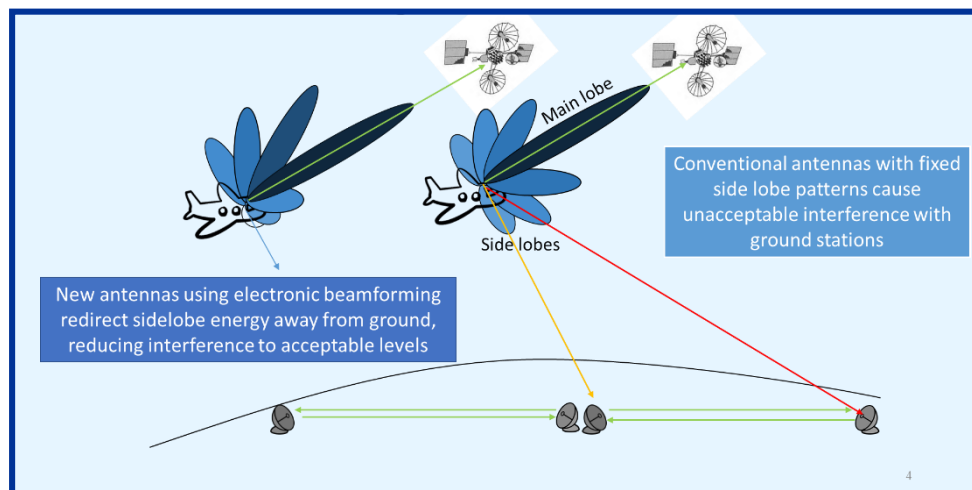 Main lobe
Conventional antennas with fixed
side lobe patterns cause
unacceptable interference with
ground stations
Side lobes
New antennas using electronic beamforming
redirect sidelobe energy away from ground,
reducing interference to acceptable levels
4